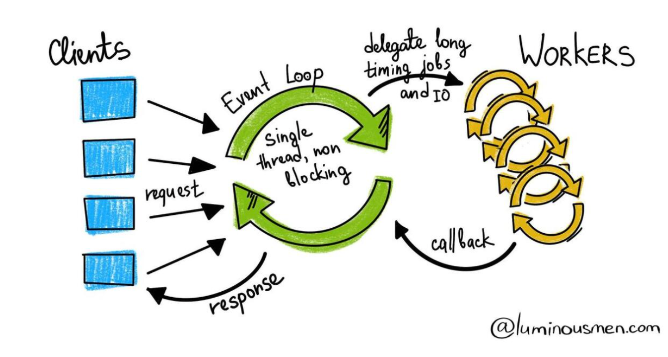 Clients
Event Loop
single
thread, non
blocking
request
response
delegate long
timing jobs
and IO
WORKERS
callback
@luminousmen.com